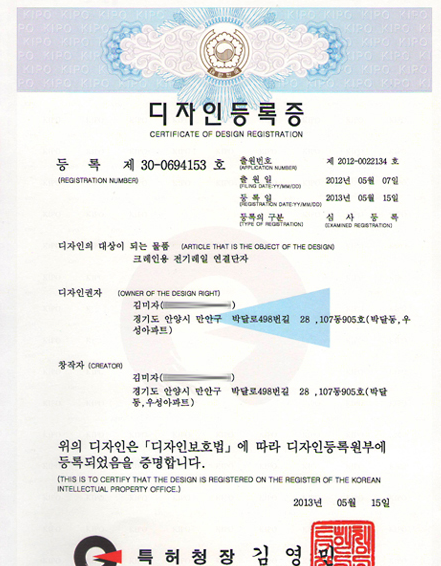 KIPO KIPO KIPO KIPO KIPO KIPO
디자인등록증
CERTIFICATE OF DESIGN REGISTRATION
등 록 제 30-0694153 호
(REGISTRATION NUMBER)
출원번호 제 2012-0022134 호
(APPLICATION NUMBER)
출 원 일 2012년 05월 07일
(FILING DATE:YY/MM/DD)
등 록 일 2013년 05월 15일
(REGISTRATION DATE:YY/MM/DD)
등록의 구분 심 사 등 록
(TYPE OF REGISTRATION) (EXAMINED REGISTRATION)
디자인의 대상이 되는 물품 (ARTICLE THAT IS THE OBJECT OF THE DESIGN)
크레인용 전기레일 연결단자
디자인권자 (OWNER OF THE DESIGN RIGHT)
김미자( )
경기도 안양시 만안구 박달로498번길 28 ,107동905호(박달동,우
성아파트)
창작자 (CREATOR)
김미자( )
경기도 안양시 만안구 박달로498번길 28 ,107동905호(박달
동,우성아파트)
위의 디자인은 「디자인보호법」에 따라 디자인등록원부에
등록되었음을 증명합니다.
(THIS IS TO CERTIFY THAT THE DESIGN IS REGISTERED ON THE REGISTER OF THE KOREAN
INTELLECTUAL PROPERTY OFFICE.)
2013년 05월 15일
특허청장 김영민